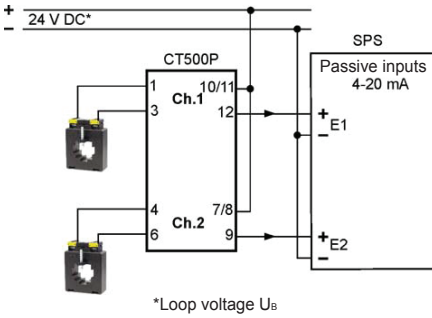 +
24 V DC*
−
SPS
CT500P
Passive inputs
4-20 mA
1 10/11
Ch.1
3 12
+
E1
−
4 7/8
Ch.2
6 9
+
E2
−
*Loop voltage UB